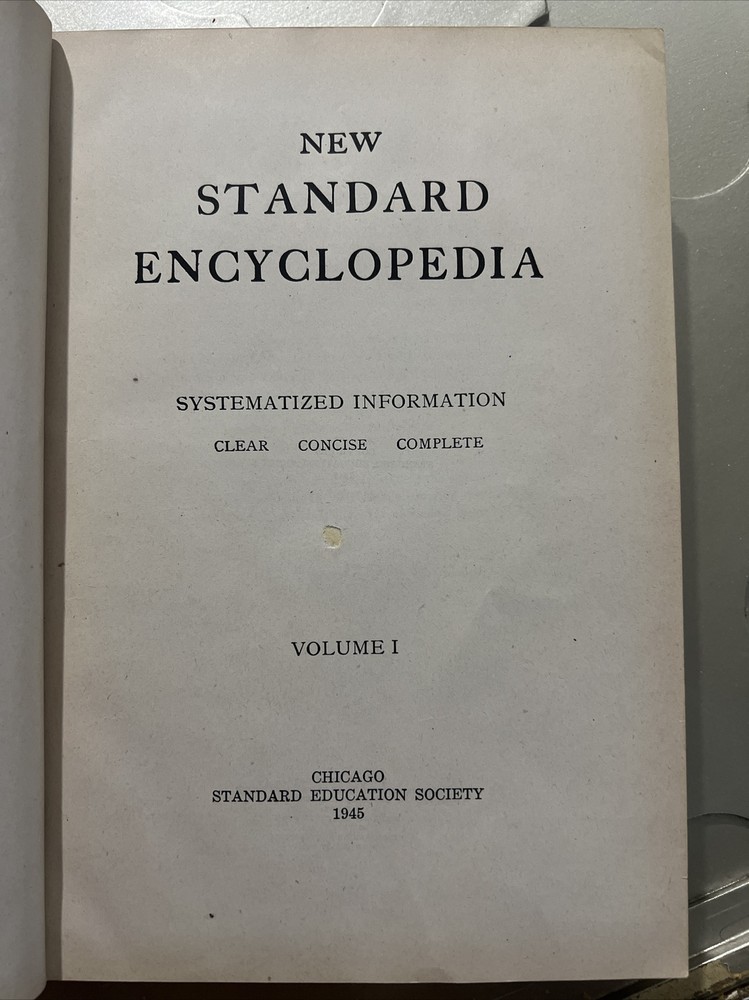 NEW
STANDARD
ENCYCLOPEDIA
SYSTEMATIZED INFORMATION
CLEAR CONCISE COMPLETE
VOLUME I
CHICAGO
STANDARD EDUCATION SOCIETY
1945